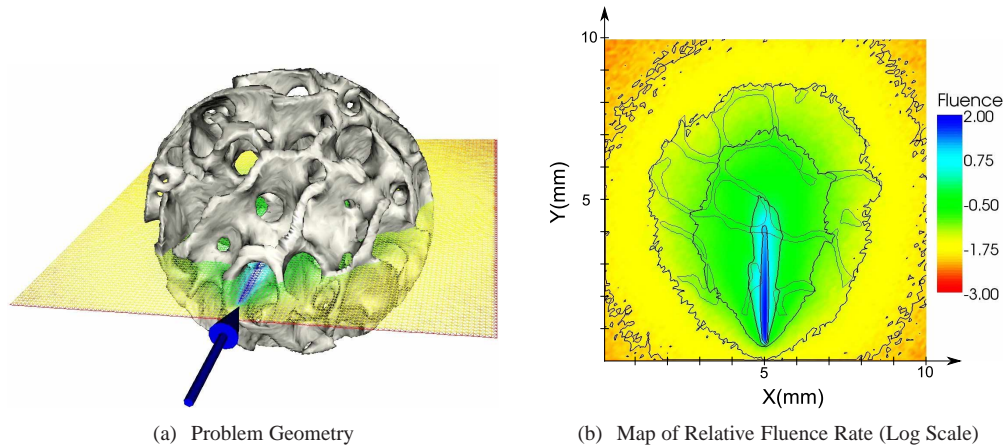 10
Y(mm)
5
5
10
X(mm)
Fluence
2.00
0.75
-0.50
-1.75
-3.00
(a) Problem Geometry
(b) Map of Relative Fluence Rate (Log Scale)